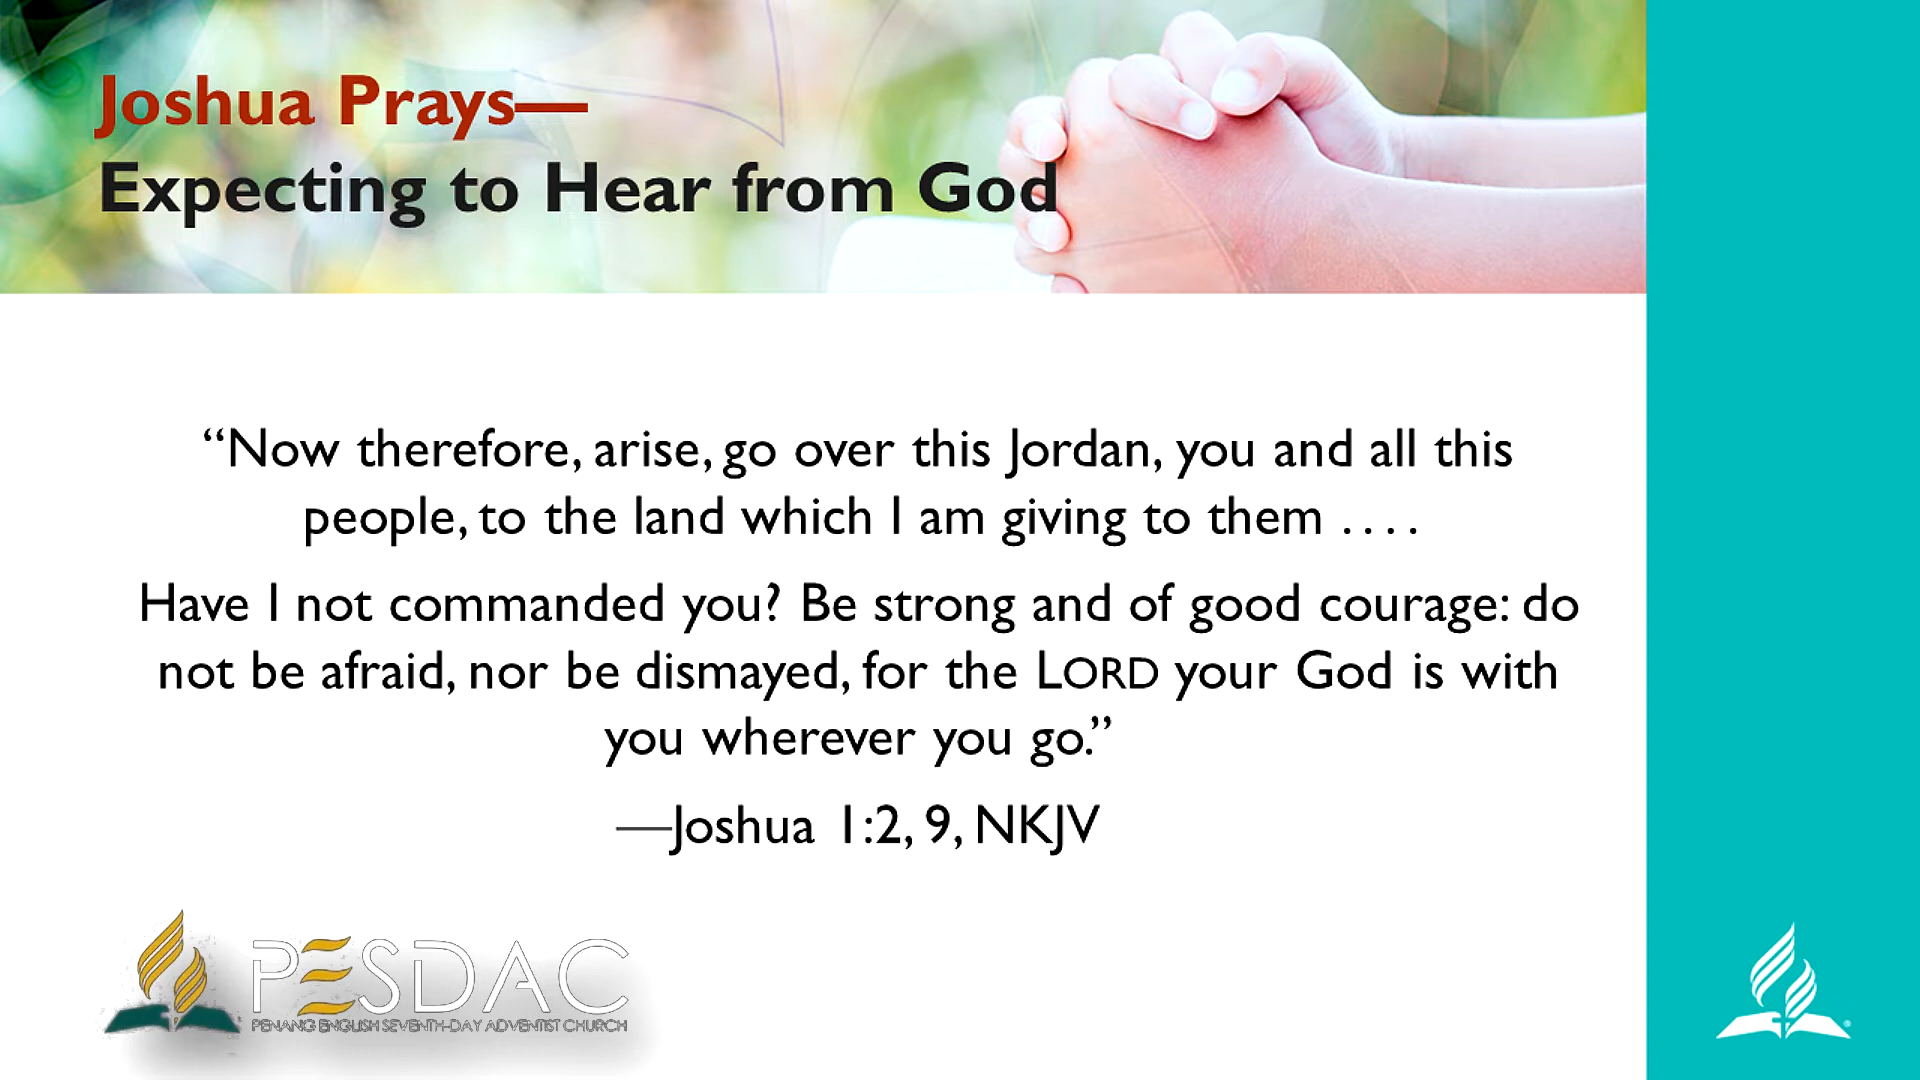 Joshua Prays—
Expecting to Hear from God
“Now therefore, arise, go over this Jordan, you and all this
people, to the land which I am giving to them . . . .
Have I not commanded you? Be strong and of good courage: do
not be afraid, nor be dismayed, for the LORD your God is with
you wherever you go.”
—Joshua 1:2, 9, NKJV
PESDAC
PENANG ENGLISH SEVENTH-DAY ADVENTIST CHURCH
®